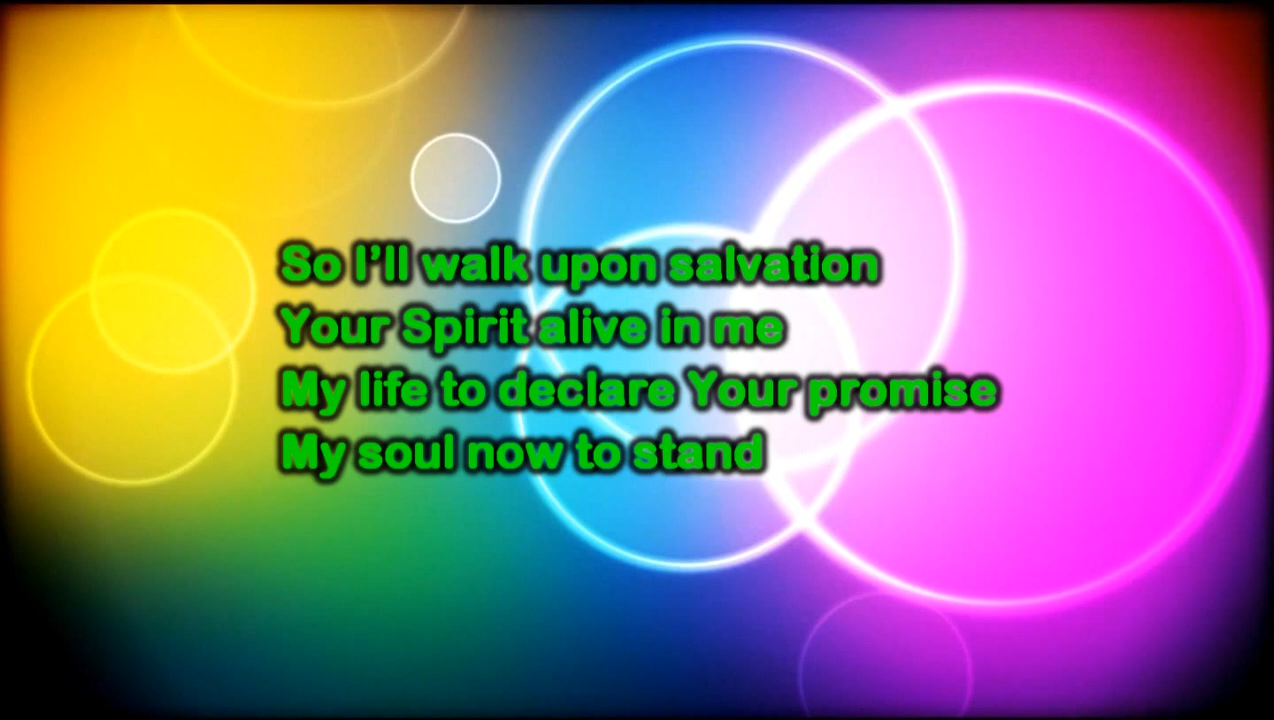 So I’ll walk upon salvation
Your Spirit alive in me
My life to declare Your promise
My soul now to stand